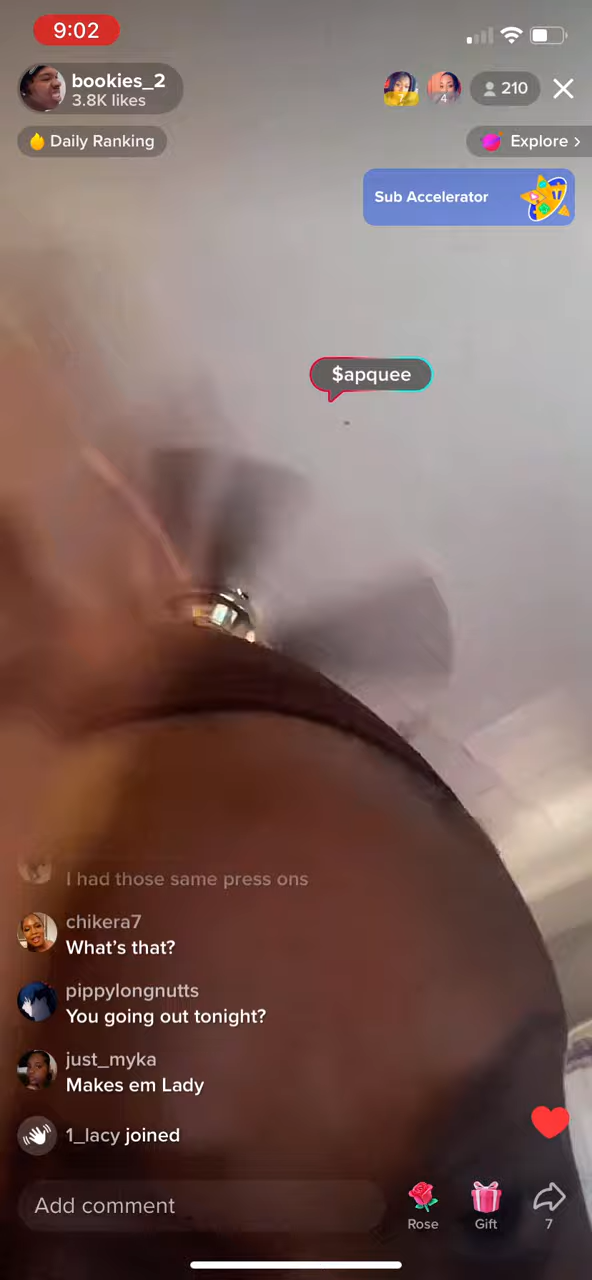 9:02
bookies_2
3.8K likes
210
Daily Ranking
Explore >
Sub Accelerator
$apquee
I had those same press ons
chikera7
What's that?
pippylongnutts
You going out tonight?
just_myka
Makes em Lady
1_lacy joined
Add comment
Rose
Gift
7